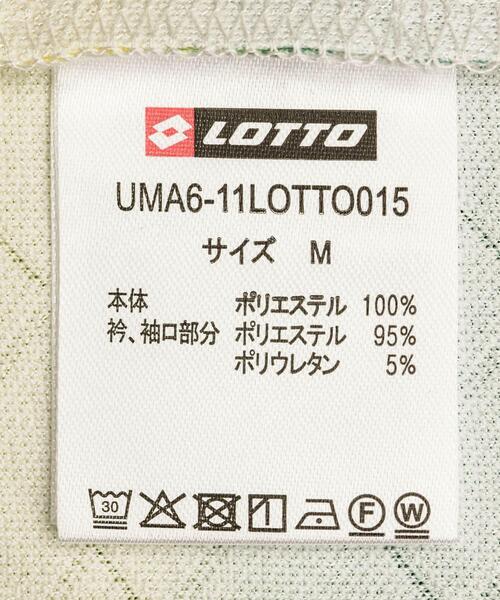 LOTTO
UMA6-11LOTTO015
サイズ M
本体 ポリエステル 100%
衿、袖口部分 ポリエステル 95%
ポリウレタン 5%
30 F W